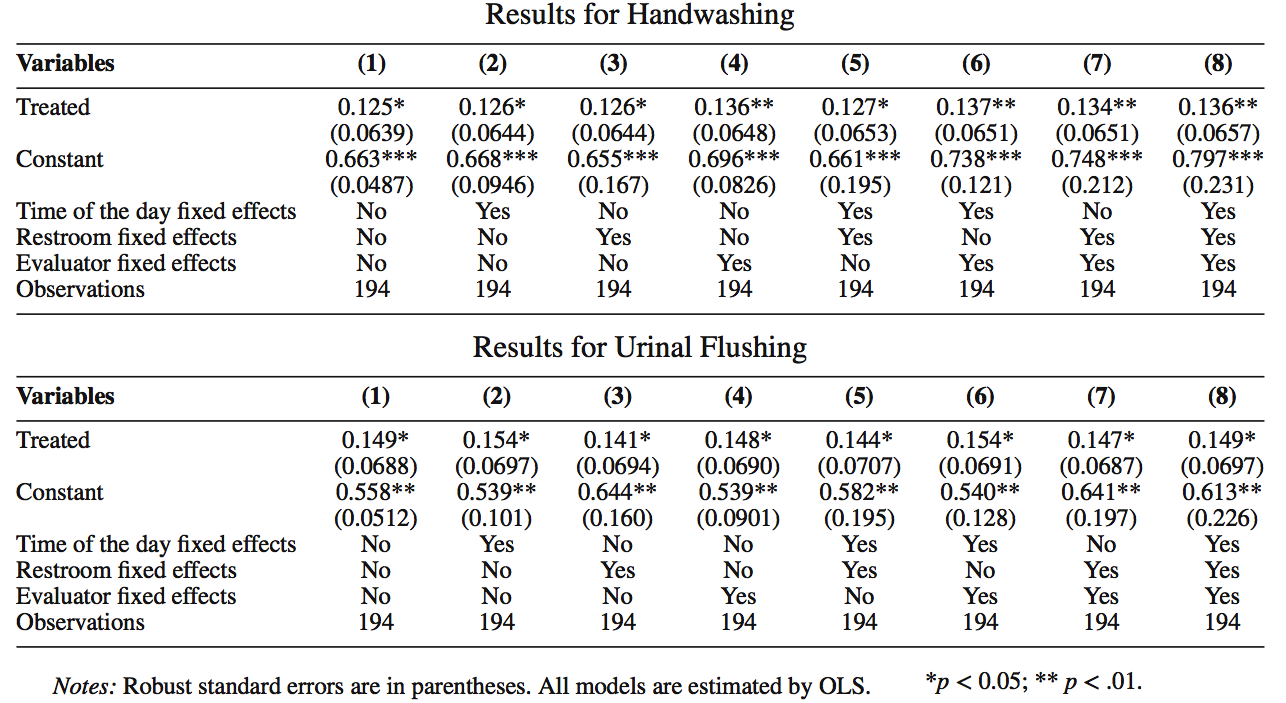 Results for Handwashing
Variables (1) (2) (3) (4) (5) (6) (7) (8)
Treated 0.125* 0.126* 0.126* 0.136** 0.127* 0.137** 0.134** 0.136**
(0.0639) (0.0644) (0.0644) (0.0648) (0.0653) (0.0651) (0.0651) (0.0657)
Constant 0.663*** 0.668*** 0.655*** 0.696*** 0.661*** 0.738*** 0.748*** 0.797***
(0.0487) (0.0946) (0.167) (0.0826) (0.195) (0.121) (0.212) (0.231)
Time of the day fixed effects No Yes No No Yes Yes No Yes
Restroom fixed effects No No Yes No Yes No Yes Yes
Evaluator fixed effects No No No Yes No Yes Yes Yes
Observations 194 194 194 194 194 194 194 194
Results for Urinal Flushing
Variables (1) (2) (3) (4) (5) (6) (7) (8)
Treated 0.149* 0.154* 0.141* 0.148* 0.144* 0.154* 0.147* 0.149*
(0.0688) (0.0697) (0.0694) (0.0690) (0.0707) (0.0691) (0.0687) (0.0697)
Constant 0.558** 0.539** 0.644** 0.539** 0.582** 0.540** 0.641** 0.613**
(0.0512) (0.101) (0.160) (0.0901) (0.195) (0.128) (0.197) (0.226)
Time of the day fixed effects No Yes No No Yes Yes No Yes
Restroom fixed effects No No Yes No Yes No Yes Yes
Evaluator fixed effects No No No Yes No Yes Yes Yes
Observations 194 194 194 194 194 194 194 194
Notes: Robust standard errors are in parentheses. All models are estimated by OLS. *p < 0.05; ** p < .01.